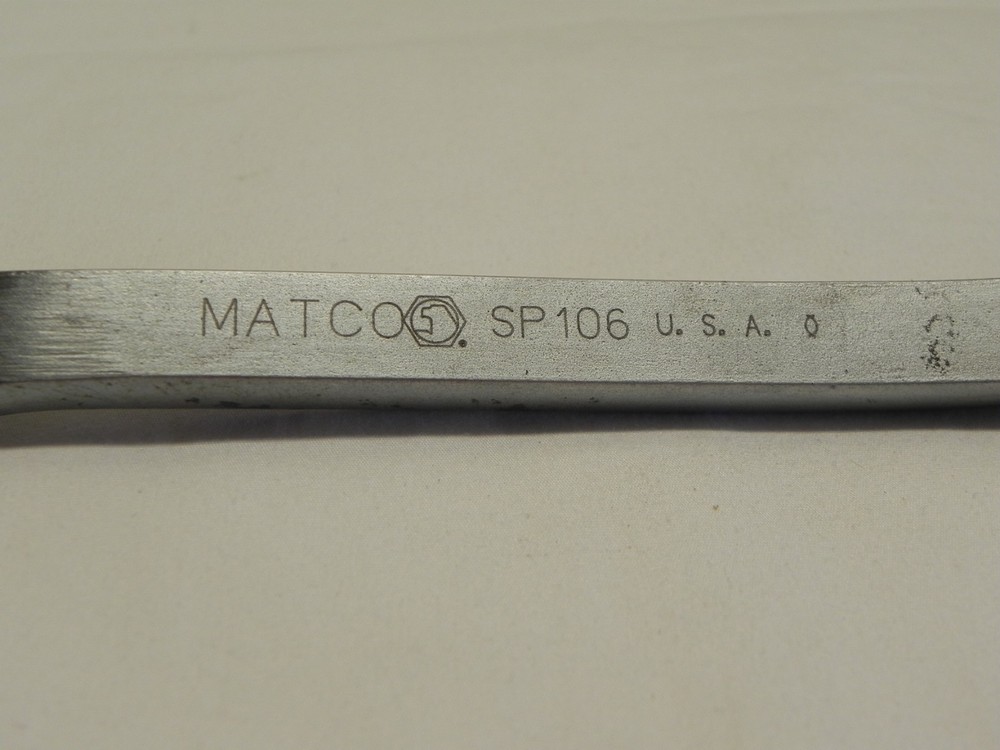 MATCO 5 ® SP106 U. S. A. ◊